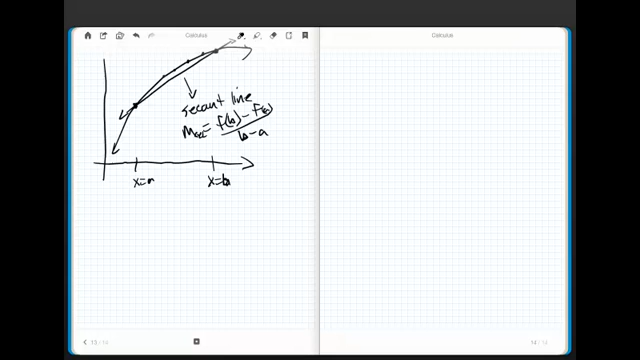 Calculus
Calculus
secant line
Msec = f(b) - f(a)
b - a
x=a
x=b
13 / 14
14 / 14